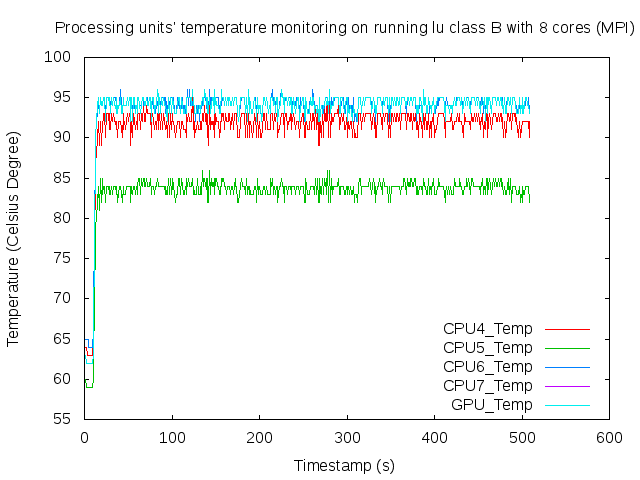 Processing units' temperature monitoring on running lu class B with 8 cores (MPI)
100
95
90
85
80
75
70
65
60
55
Temperature (Celsius Degree)
CPU4_Temp
CPU5_Temp
CPU6_Temp
CPU7_Temp
GPU_Temp
0 100 200 300 400 500 600
Timestamp (s)